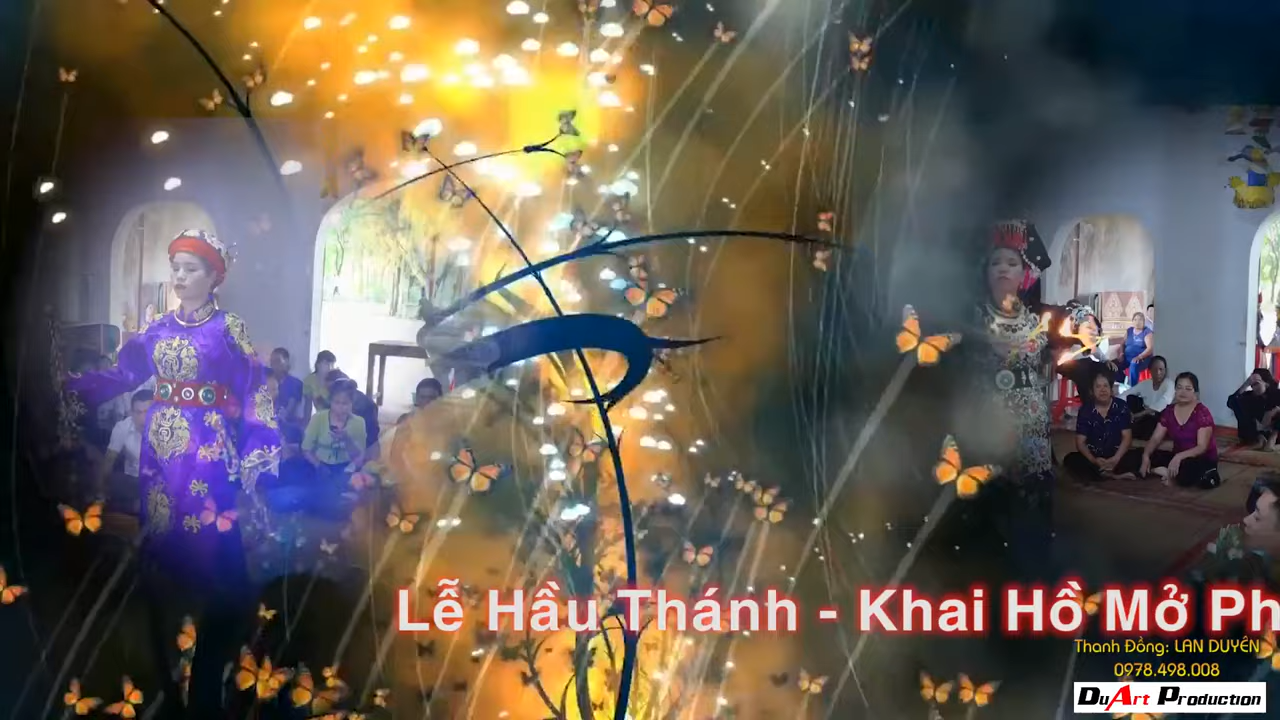 Lễ Hầu Thánh - Khai Hồ Mở Ph
Thanh Đồng: LAN DUYÊN
0978.498.008
DuArt Production